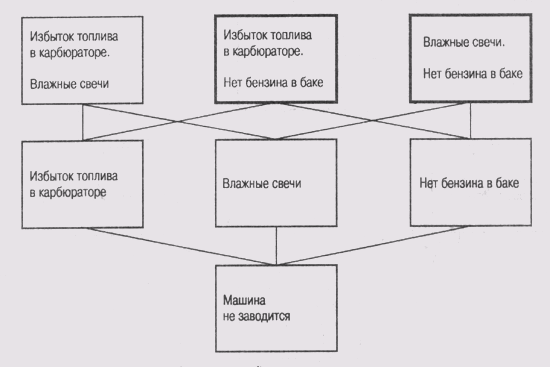 Избыток топлива
в карбюраторе.
Влажные свечи
Избыток топлива
в карбюраторе.
Нет бензина в баке
Влажные свечи.
Нет бензина в баке
Избыток топлива
в карбюраторе
Влажные свечи
Нет бензина в баке
Машина
не заводится